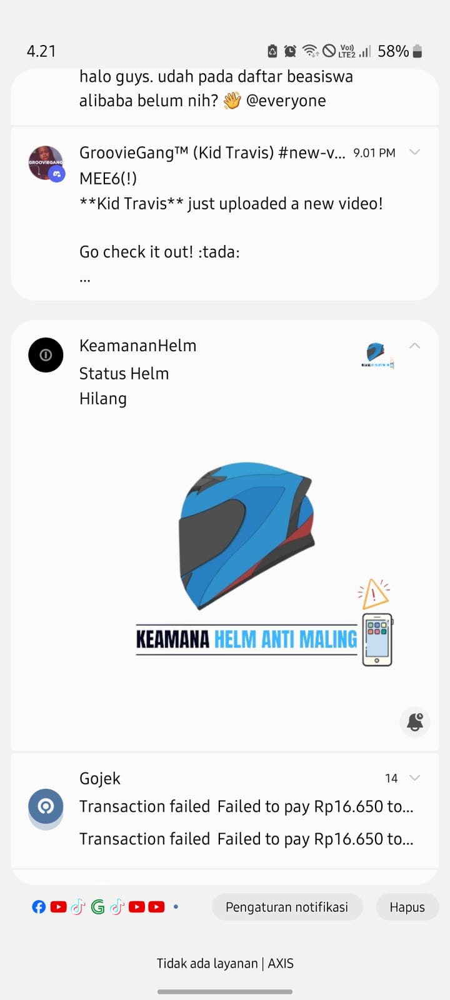 4.21
Vo))
LTE2
58%
halo guys. udah pada daftar beasiswa
alibaba belum nih? 👋 @everyone
GROOVIEGANG
GroovieGang™ (Kid Travis) #new-v... 9.01 PM
MEE6(!)
**Kid Travis** just uploaded a new video!
Go check it out! :tada:
...
KeamananHelm
Status Helm
Hilang
KEAMANA HELM ANTI MALING
Gojek 14
Transaction failed Failed to pay Rp16.650 to...
Transaction failed Failed to pay Rp16.650 to...
Pengaturan notifikasi
Hapus
Tidak ada layanan | AXIS